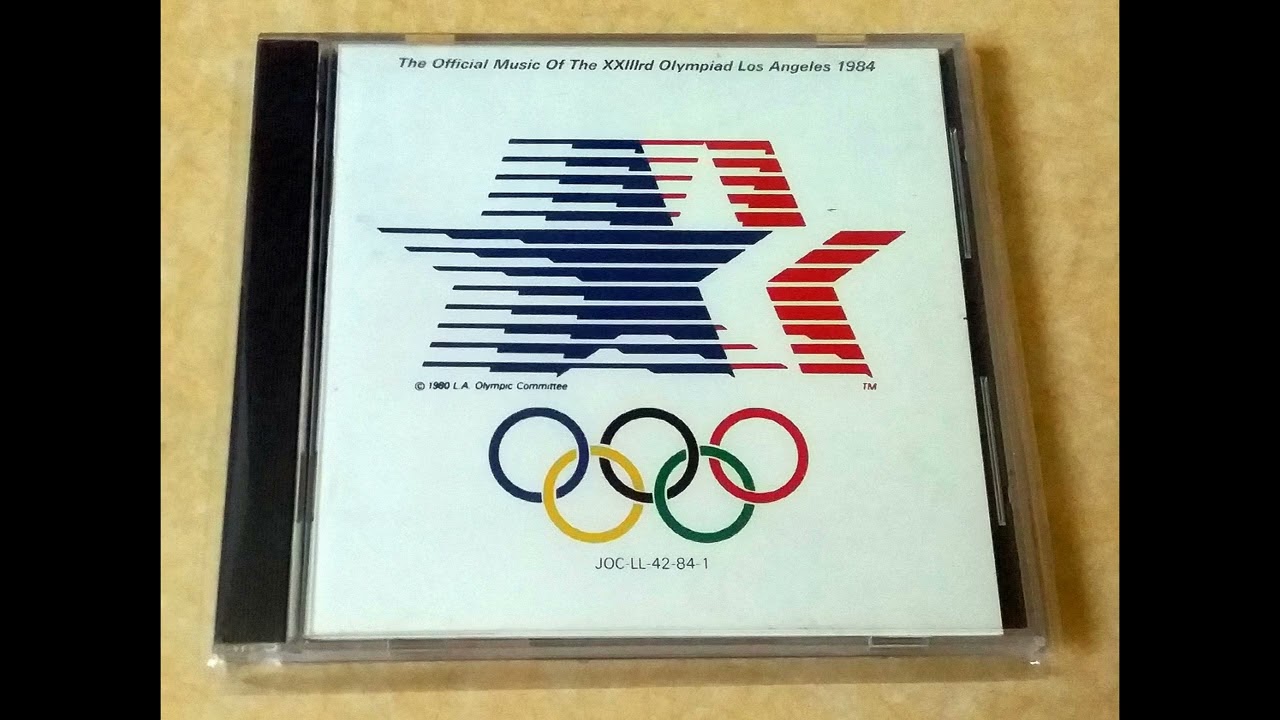 The Official Music Of The XXIIIrd Olympiad Los Angeles 1984
© 1980 L.A. Olympic Committee
TM
JOC-LL-42-84-1